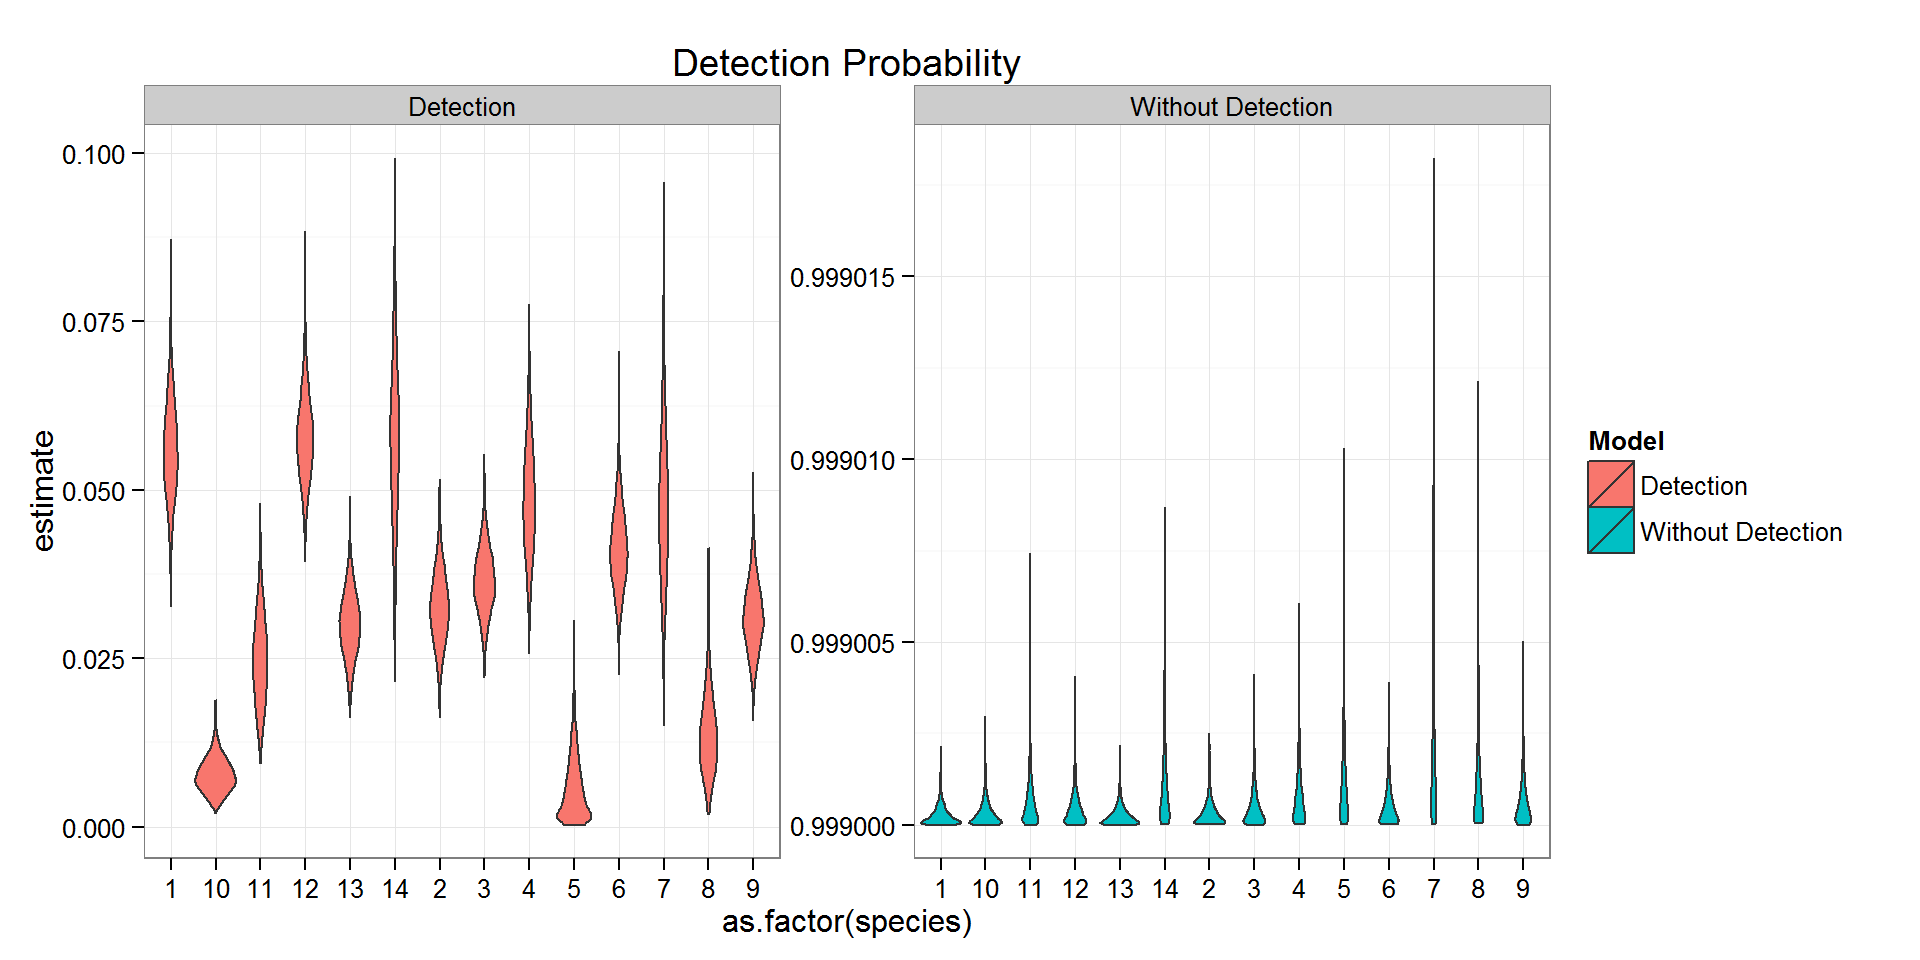 Detection Probability
Detection
Without Detection
0.100
0.075
0.050
0.025
0.000
estimate
0.999015
0.999010
0.999005
0.999000
1 10 11 12 13 14 2 3 4 5 6 7 8 9
1 10 11 12 13 14 2 3 4 5 6 7 8 9
as.factor(species)
Model
Detection
Without Detection